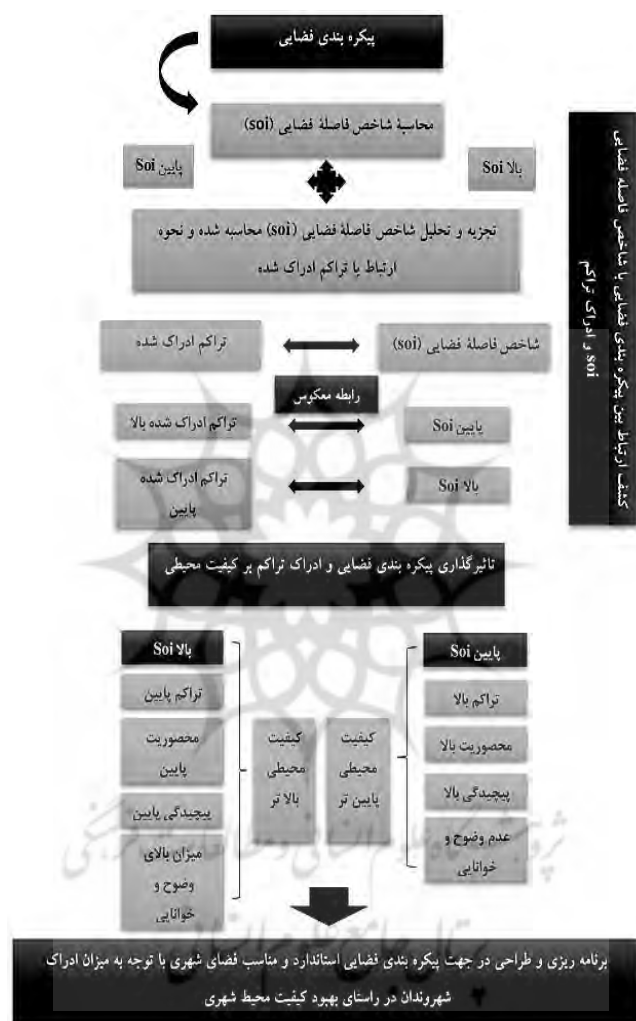 پیکره بندی فضایی
محاسبهٔ شاخص فاصلهٔ فضایی (soi)
بالا Soi
پایین Soi
تجزیه و تحلیل شاخص فاصلهٔ فضایی (soi) محاسبه شده و نحوه
ارتباط با تراکم ادراک شده
کشف ارتباط بین پیکره بندی فضایی با شاخص فاصله فضایی
soi و ادراک تراکم
شاخص فاصلهٔ فضایی (soi)
تراکم ادراک شده
رابطه معکوس
پایین Soi
تراکم ادراک شده بالا
بالا Soi
تراکم ادراک شده
پایین
تاثیرگذاری پیکره بندی فضایی و ادراک تراکم بر کیفیت محیطی
پایین Soi
تراکم بالا
محصوریت بالا
پیچیدگی بالا
عدم وضوح و
خوانایی
کیفیت
محیطی
پایین تر
کیفیت
محیطی
بالا تر
بالا Soi
تراکم پایین
محصوریت
پایین
پیچیدگی پایین
میزان بالای
وضوح و
خوانایی
برنامه ریزی و طراحی در جهت پیکره بندی فضایی استاندارد و مناسب فضای شهری با توجه به میزان ادراک
شهروندان در راستای بهبود کیفیت محیط شهری